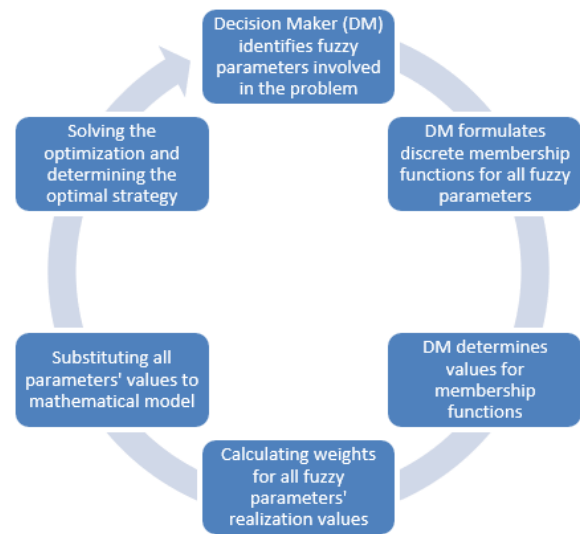 Decision Maker (DM)
identifies fuzzy
parameters involved
in the problem
DM formulates
discrete membership
functions for all fuzzy
parameters
DM determines
values for
membership
functions
Calculating weights
for all fuzzy
parameters'
realization values
Substituting all
parameters' values to
mathematical model
Solving the
optimization and
determining the
optimal strategy